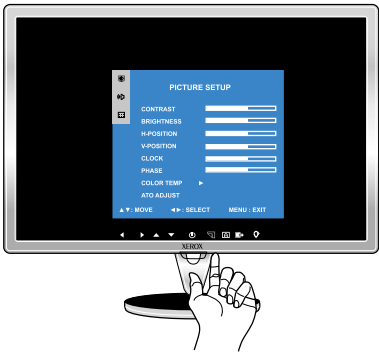 PICTURE SETUP
CONTRAST
BRIGHTNESS
H-POSITION
V-POSITION
CLOCK
PHASE
COLOR TEMP ►
ATO ADJUST
▲▼: MOVE ◄►: SELECT MENU : EXIT
XEROX